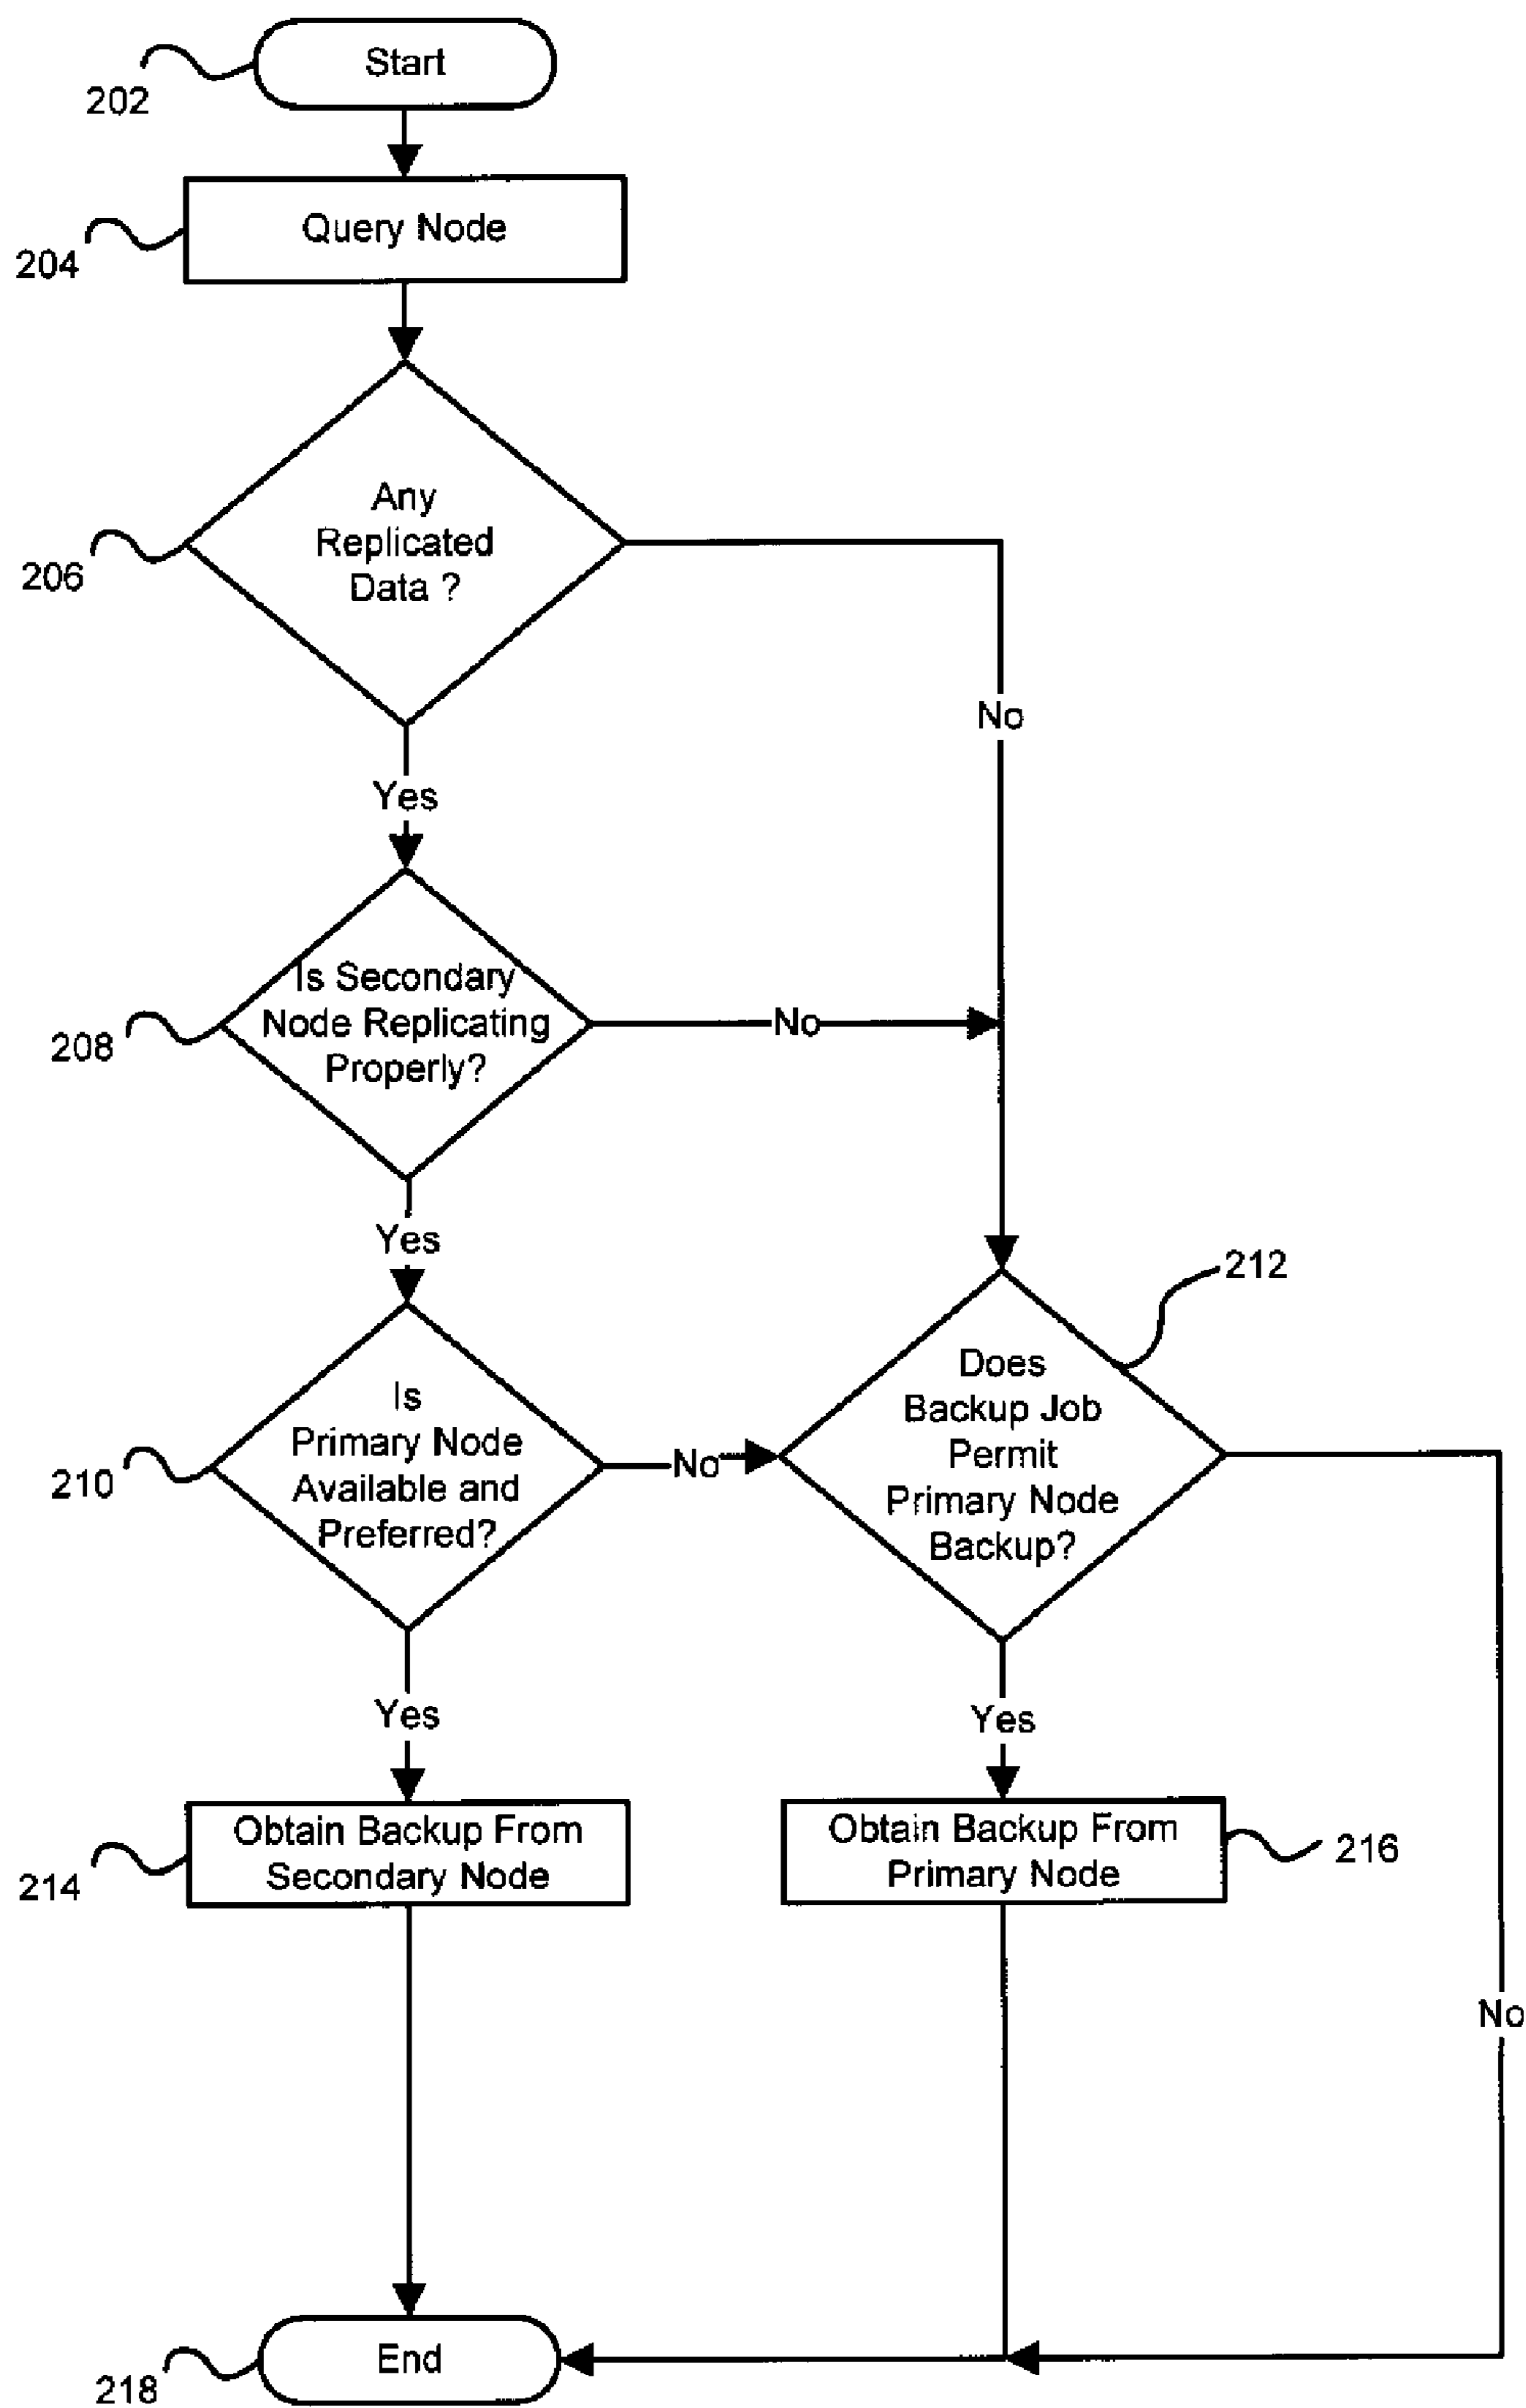 Start
202
Query Node
204
Any
Replicated
Data ?
206
No
Yes
Is Secondary
Node Replicating
Properly?
208
No
Yes
212
Is
Primary Node
Available and
Preferred?
210
No
Does
Backup Job
Permit
Primary Node
Backup?
Yes
Yes
Obtain Backup From
Secondary Node
214
Obtain Backup From
Primary Node
216
No
End
218